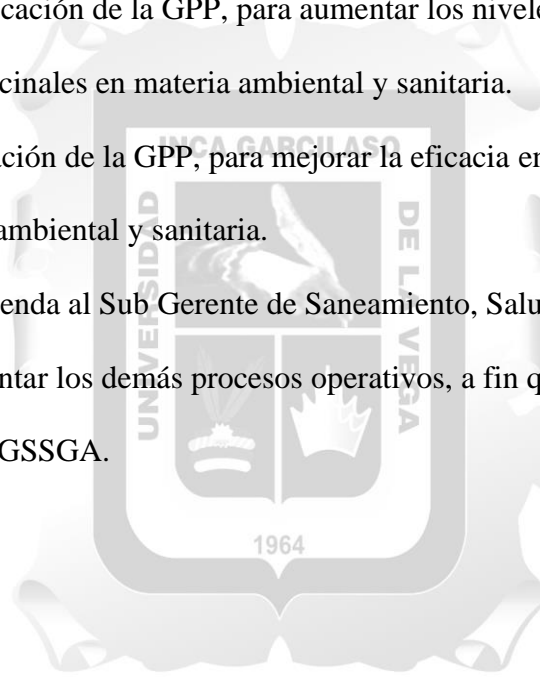 cación de la GPP, para aumentar los nivele
cinales en materia ambiental y sanitaria.
INCA GARCILASO
ación de la GPP, para mejorar la eficacia en
ambiental y sanitaria.
UNIVERSIDAD
DE LA VEGA
enda al Sub Gerente de Saneamiento, Salu
ntar los demás procesos operativos, a fin q
GSSGA.
1964